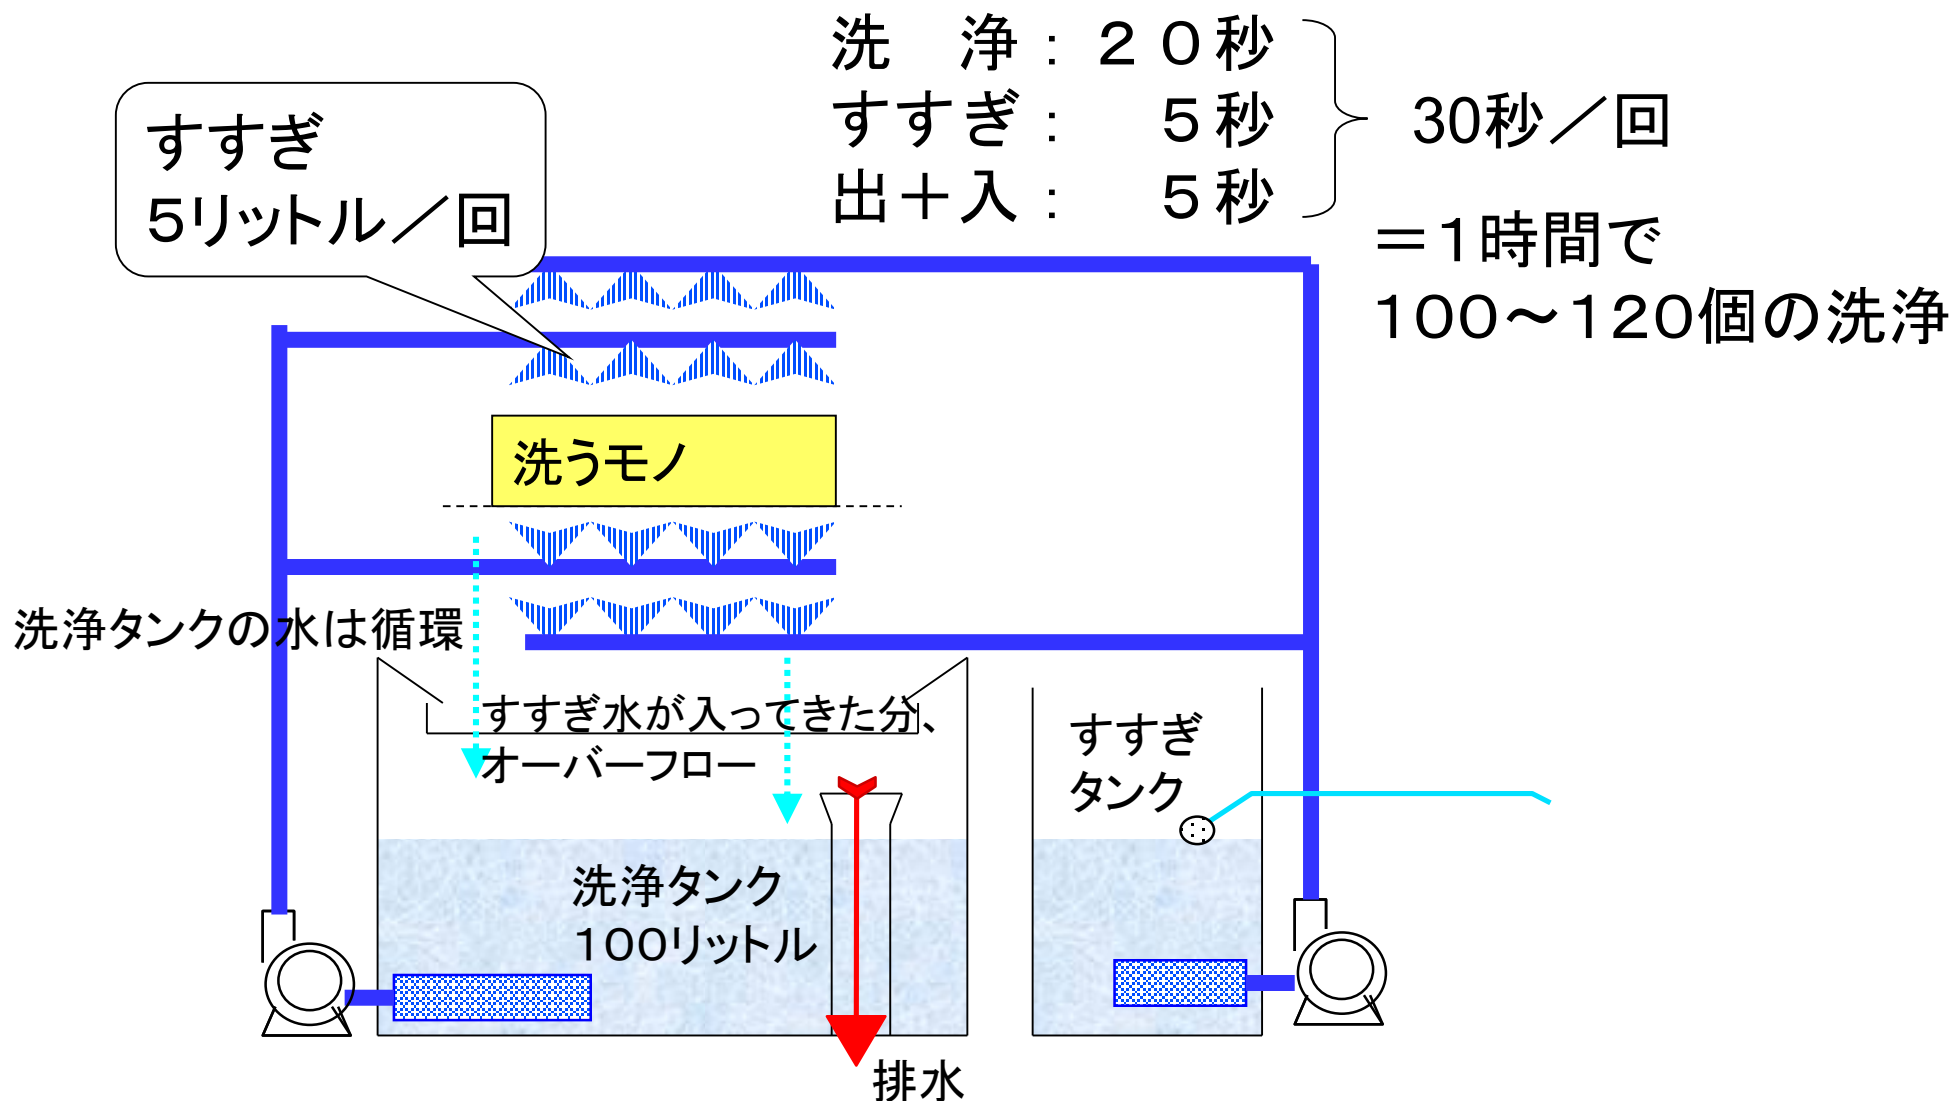 洗　浄：２０秒
すすぎ：　５秒
出＋入：　５秒
30秒／回
＝１時間で
１００～１２０個の洗浄
すすぎ
５リットル／回
洗うモノ
洗浄タンクの水は循環
すすぎ水が入ってきた分、
オーバーフロー
すすぎ
タンク
洗浄タンク
１００リットル
排水